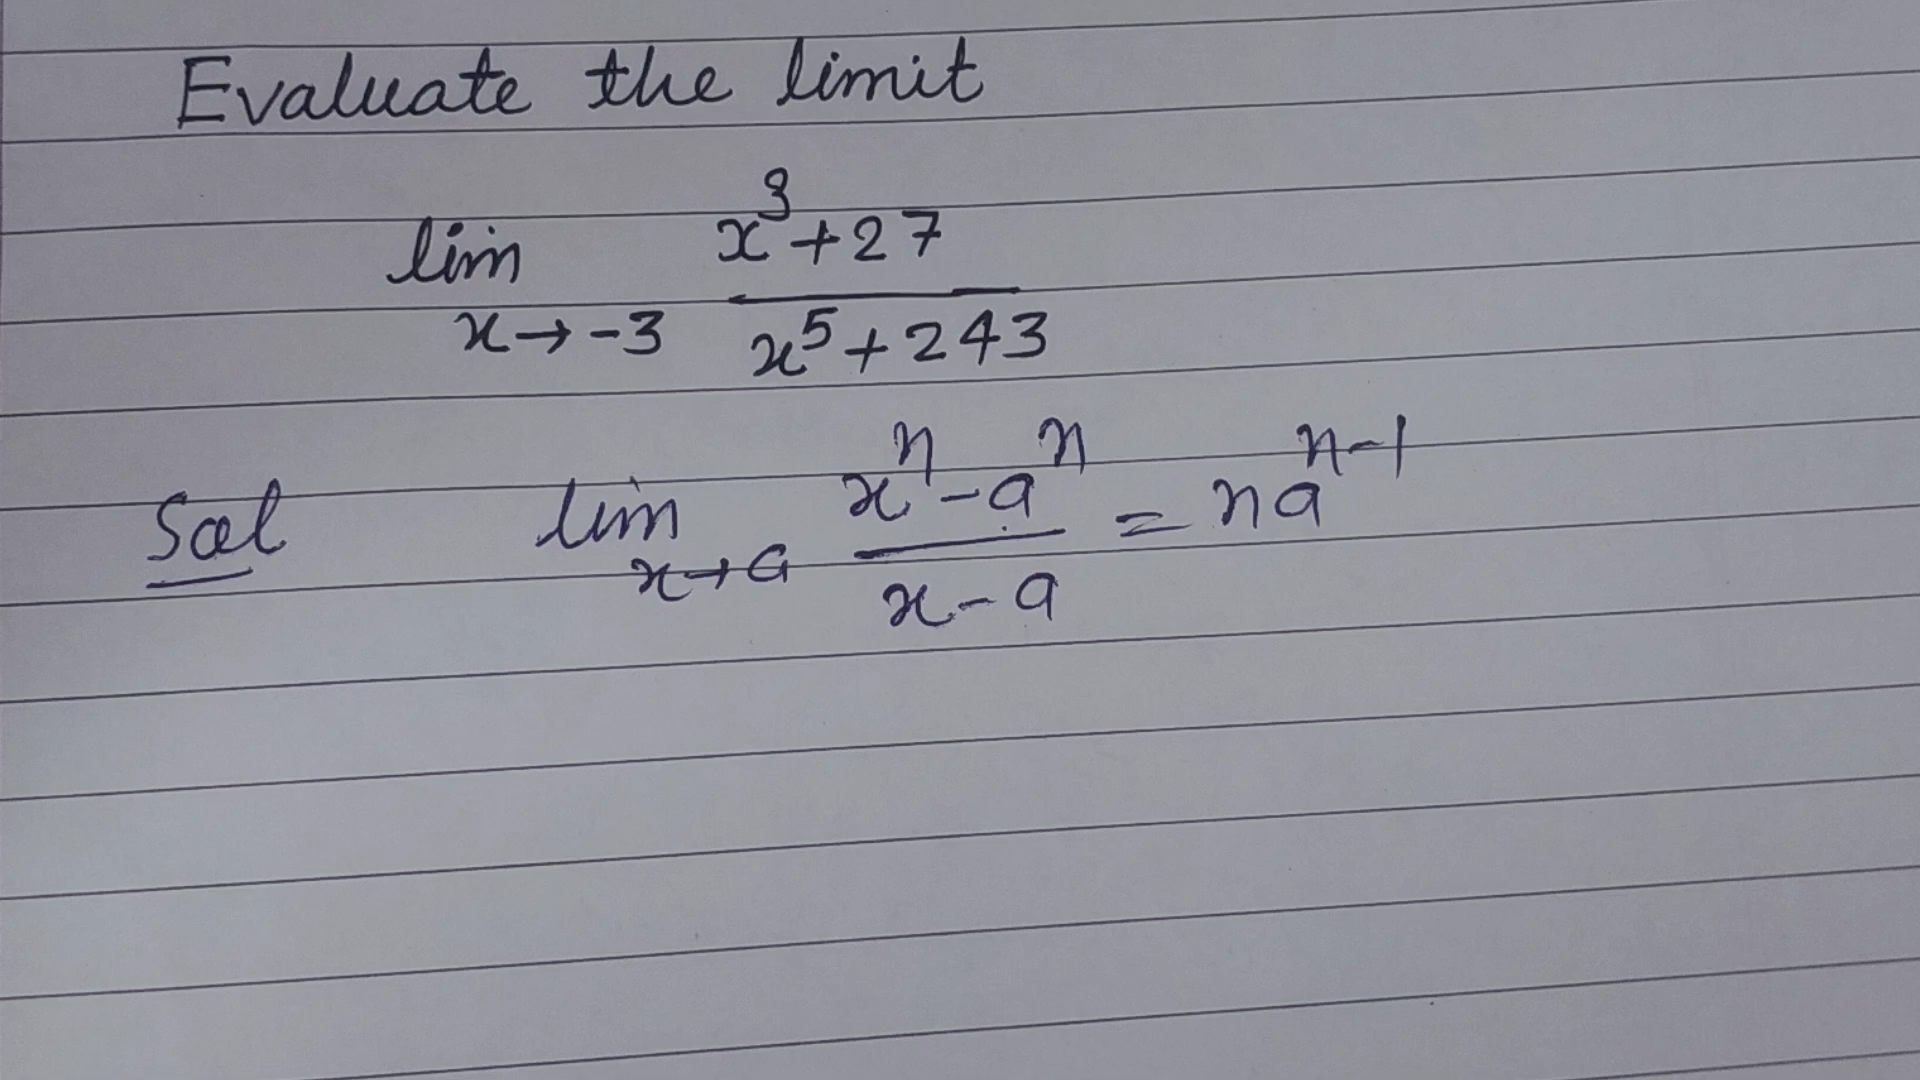 Evaluate the limit
lim x→-3 x³+27 / x⁵+243
Sol lim x→a xⁿ-aⁿ / x-a = naⁿ⁻¹